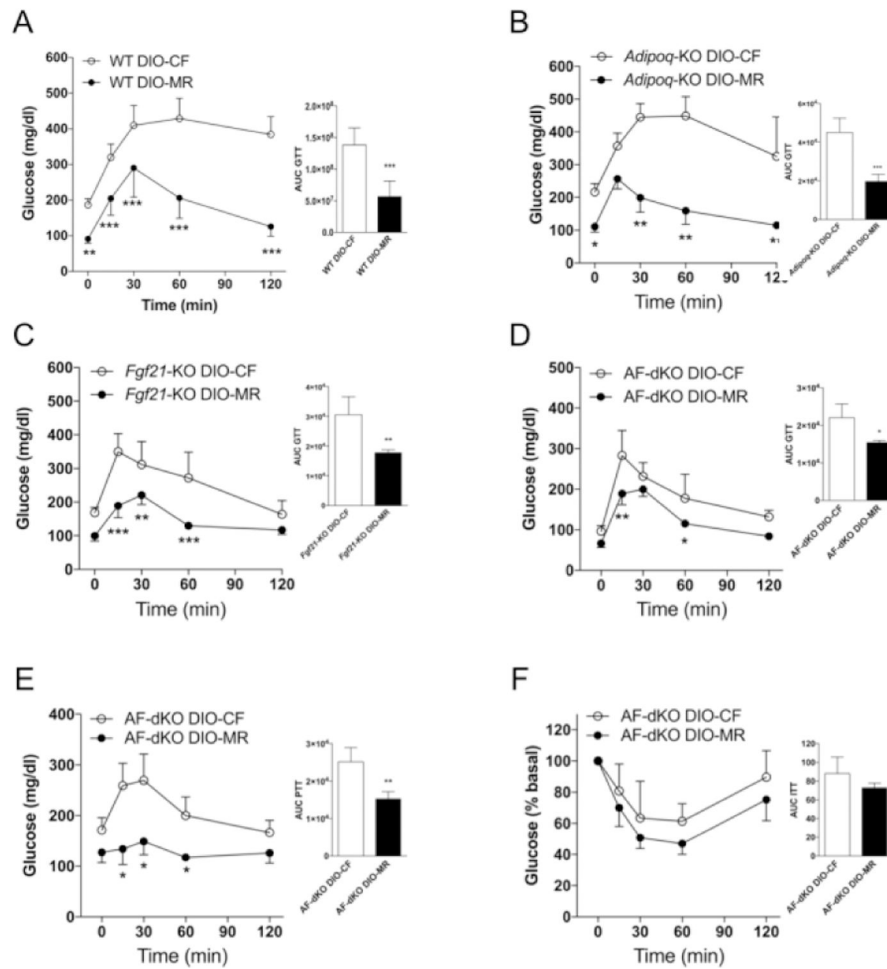 A
WT DIO-CF
WT DIO-MR
Glucose (mg/dl)
600
500
400
300
200
100
0
** *** *** *** ***
0 30 60 90 120
Time (min)
AUC GTT
0.0
***
WT DIO-CF
WT DIO-MR
B
Adipoq-KO DIO-CF
Adipoq-KO DIO-MR
Glucose (mg/dl)
600
500
400
300
200
100
0
* ** **
0 30 60 90 120
Time (min)
AUC GTT
0
***
Adipoq-KO DIO-CF
Adipoq-KO DIO-MR
C
Fgf21-KO DIO-CF
Fgf21-KO DIO-MR
Glucose (mg/dl)
600
500
400
300
200
100
0
*** ** ***
0 30 60 90 120
Time (min)
AUC GTT
0
**
Fgf21-KO DIO-CF
Fgf21-KO DIO-MR
D
AF-dKO DIO-CF
AF-dKO DIO-MR
Glucose (mg/dl)
500
400
300
200
100
0
** *
0 30 60 90 120
Time (min)
AUC GTT
0
*
AF-dKO DIO-CF
AF-dKO DIO-MR
E
AF-dKO DIO-CF
AF-dKO DIO-MR
Glucose (mg/dl)
400
300
200
100
0
* * *
0 30 60 90 120
Time (min)
AUC PTT
0
**
AF-dKO DIO-CF
AF-dKO DIO-MR
F
AF-dKO DIO-CF
AF-dKO DIO-MR
Glucose (% basal)
120
100
80
60
40
20
0
0 30 60 90 120
Time (min)
AUC ITT
120
100
80
60
40
20
0
AF-dKO DIO-CF
AF-dKO DIO-MR